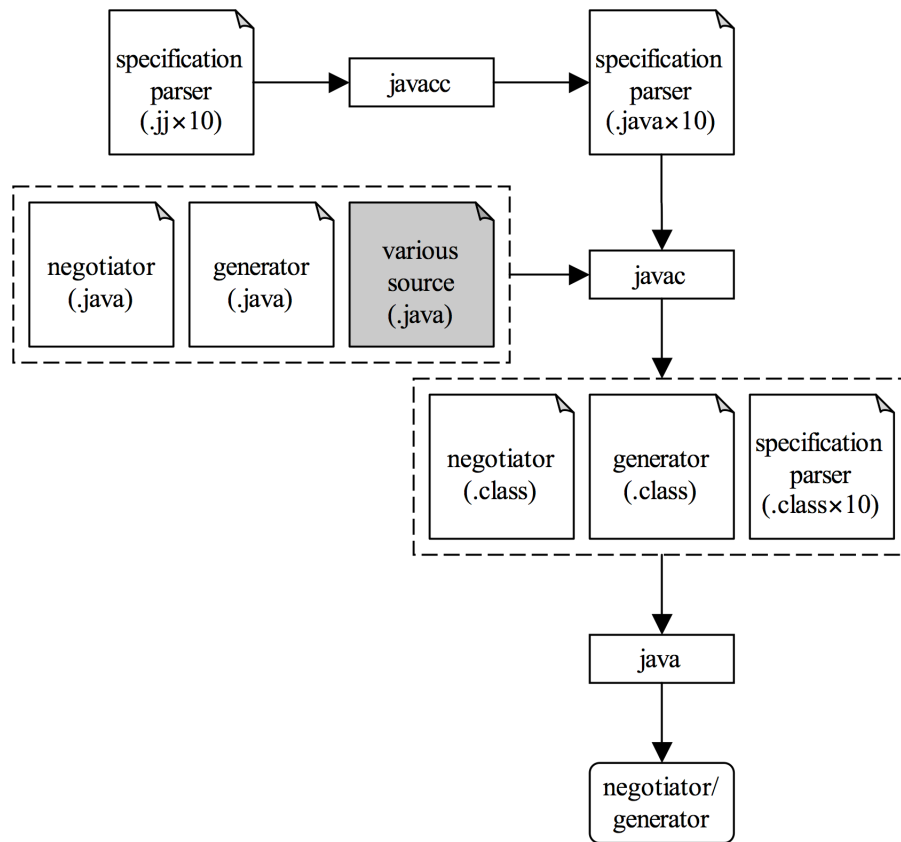 specification
parser
(.jj×10)
javacc
specification
parser
(.java×10)
negotiator
(.java)
generator
(.java)
various
source
(.java)
javac
negotiator
(.class)
generator
(.class)
specification
parser
(.class×10)
java
negotiator/
generator